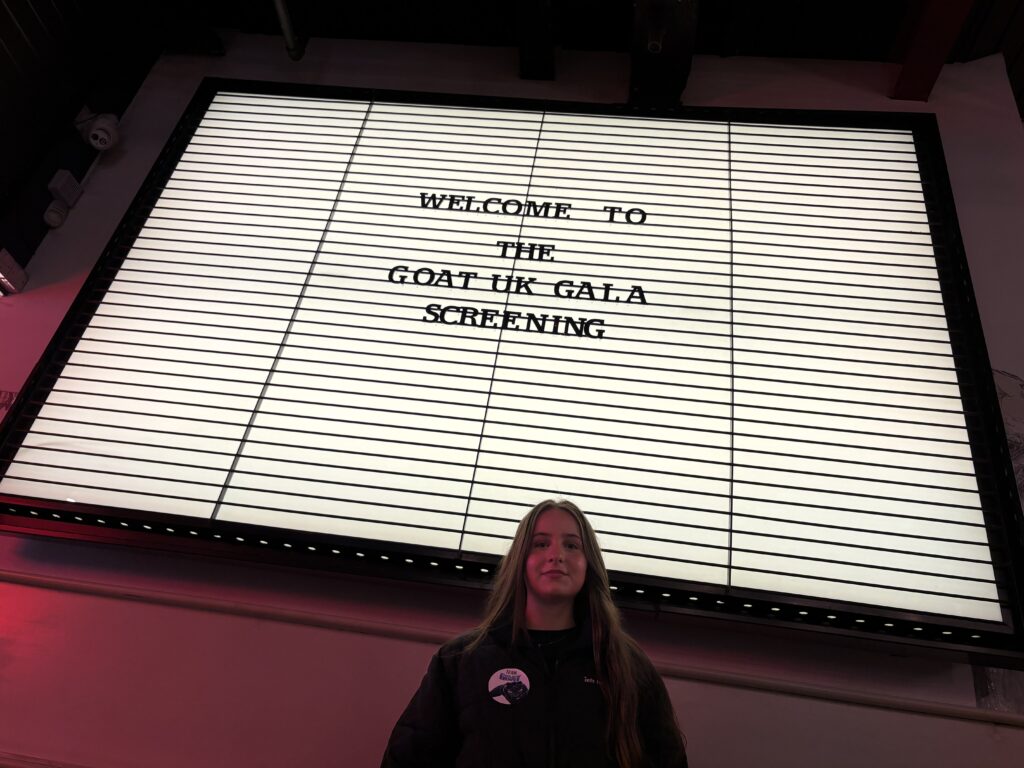 WELCOME TO
THE
GOAT UK GALA
SCREENING